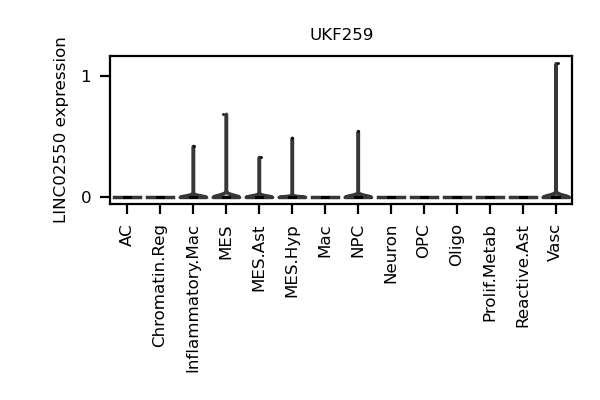 UKF259
LINC02550 expression
1
0
AC
Chromatin.Reg
Inflammatory.Mac
MES
MES.Ast
MES.Hyp
Mac
NPC
Neuron
OPC
Oligo
Prolif.Metab
Reactive.Ast
Vasc